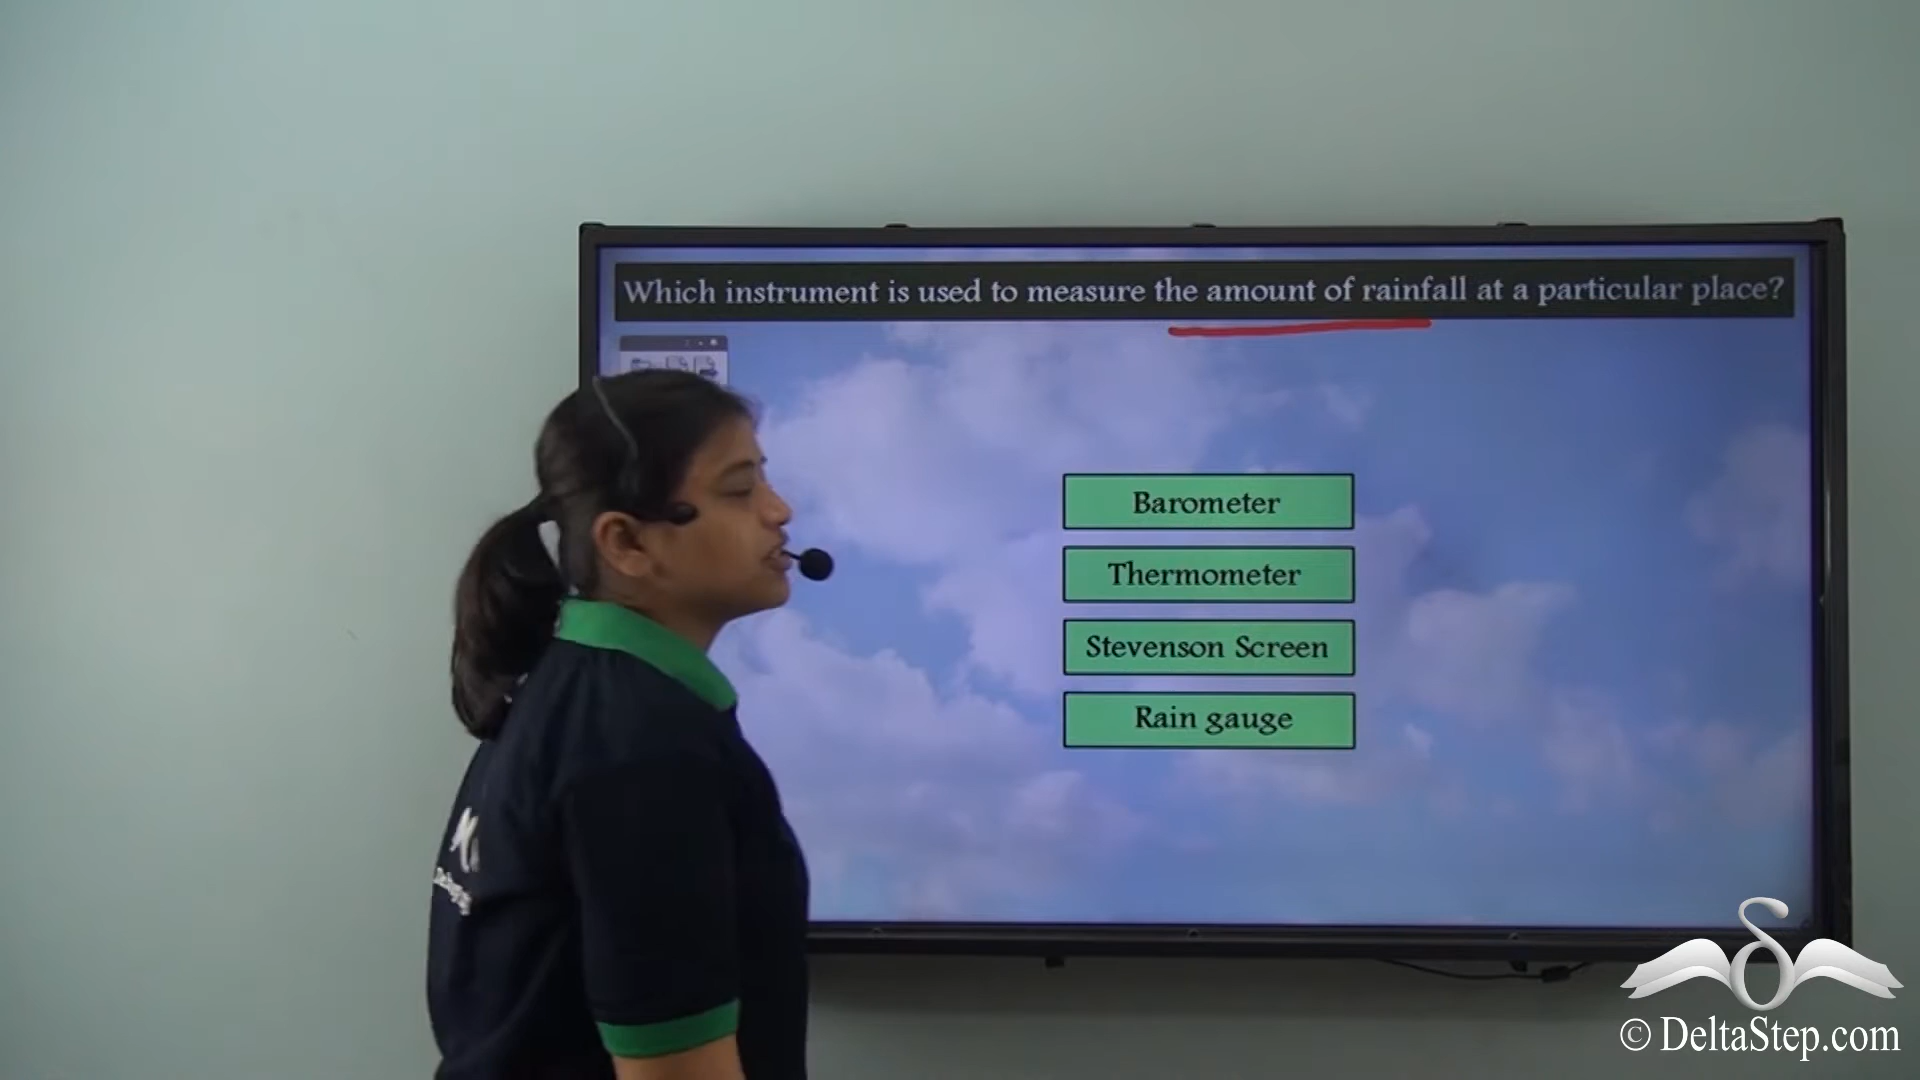 Which instrument is used to measure the amount of rainfall at a particular place?
Barometer
Thermometer
Stevenson Screen
Rain gauge
© DeltaStep.com